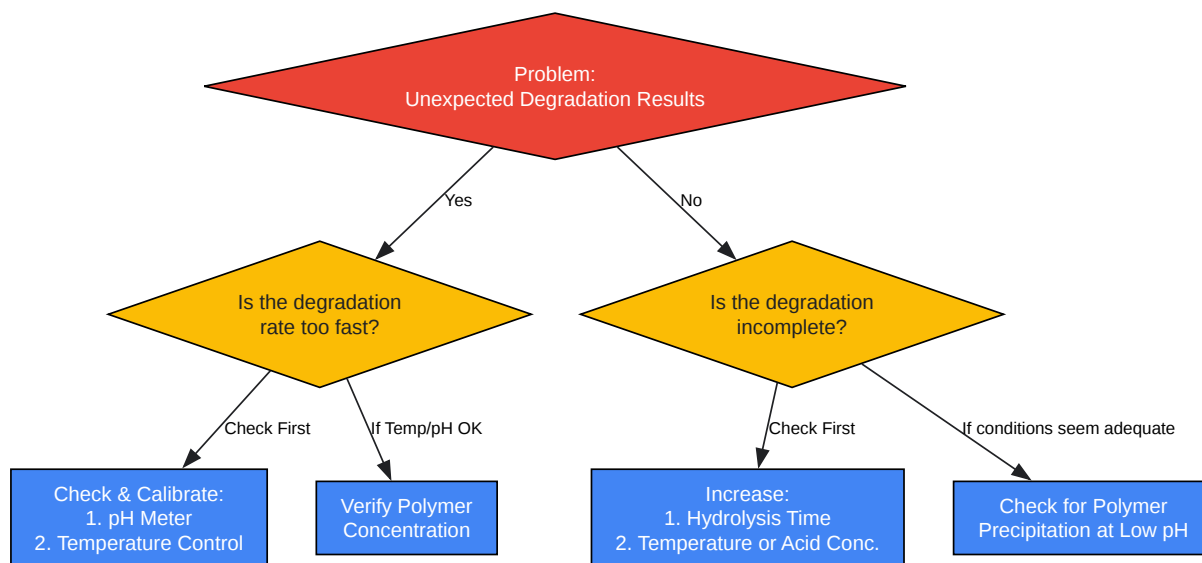 Problem:
Unexpected Degradation Results
Yes
No
Is the degradation
rate too fast?
Is the degradation
incomplete?
Check First
If Temp/pH OK
Check First
If conditions seem adequate
Check & Calibrate:
1. pH Meter
2. Temperature Control
Verify Polymer
Concentration
Increase:
1. Hydrolysis Time
2. Temperature or Acid Conc.
Check for Polymer
Precipitation at Low pH